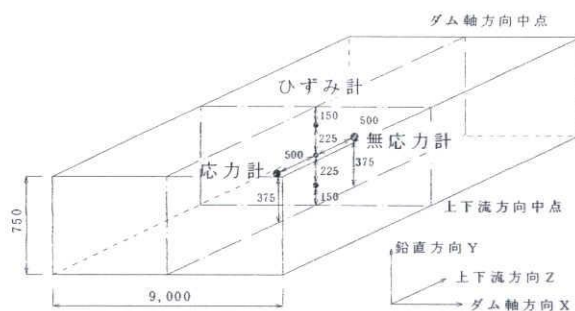 ダム軸方向中点
ひずみ計
150
500
225
無応力計
500
応力計
225
375
375
150
上下流方向中点
750
鉛直方向Y
上下流方向Z
9,000
ダム軸方向X